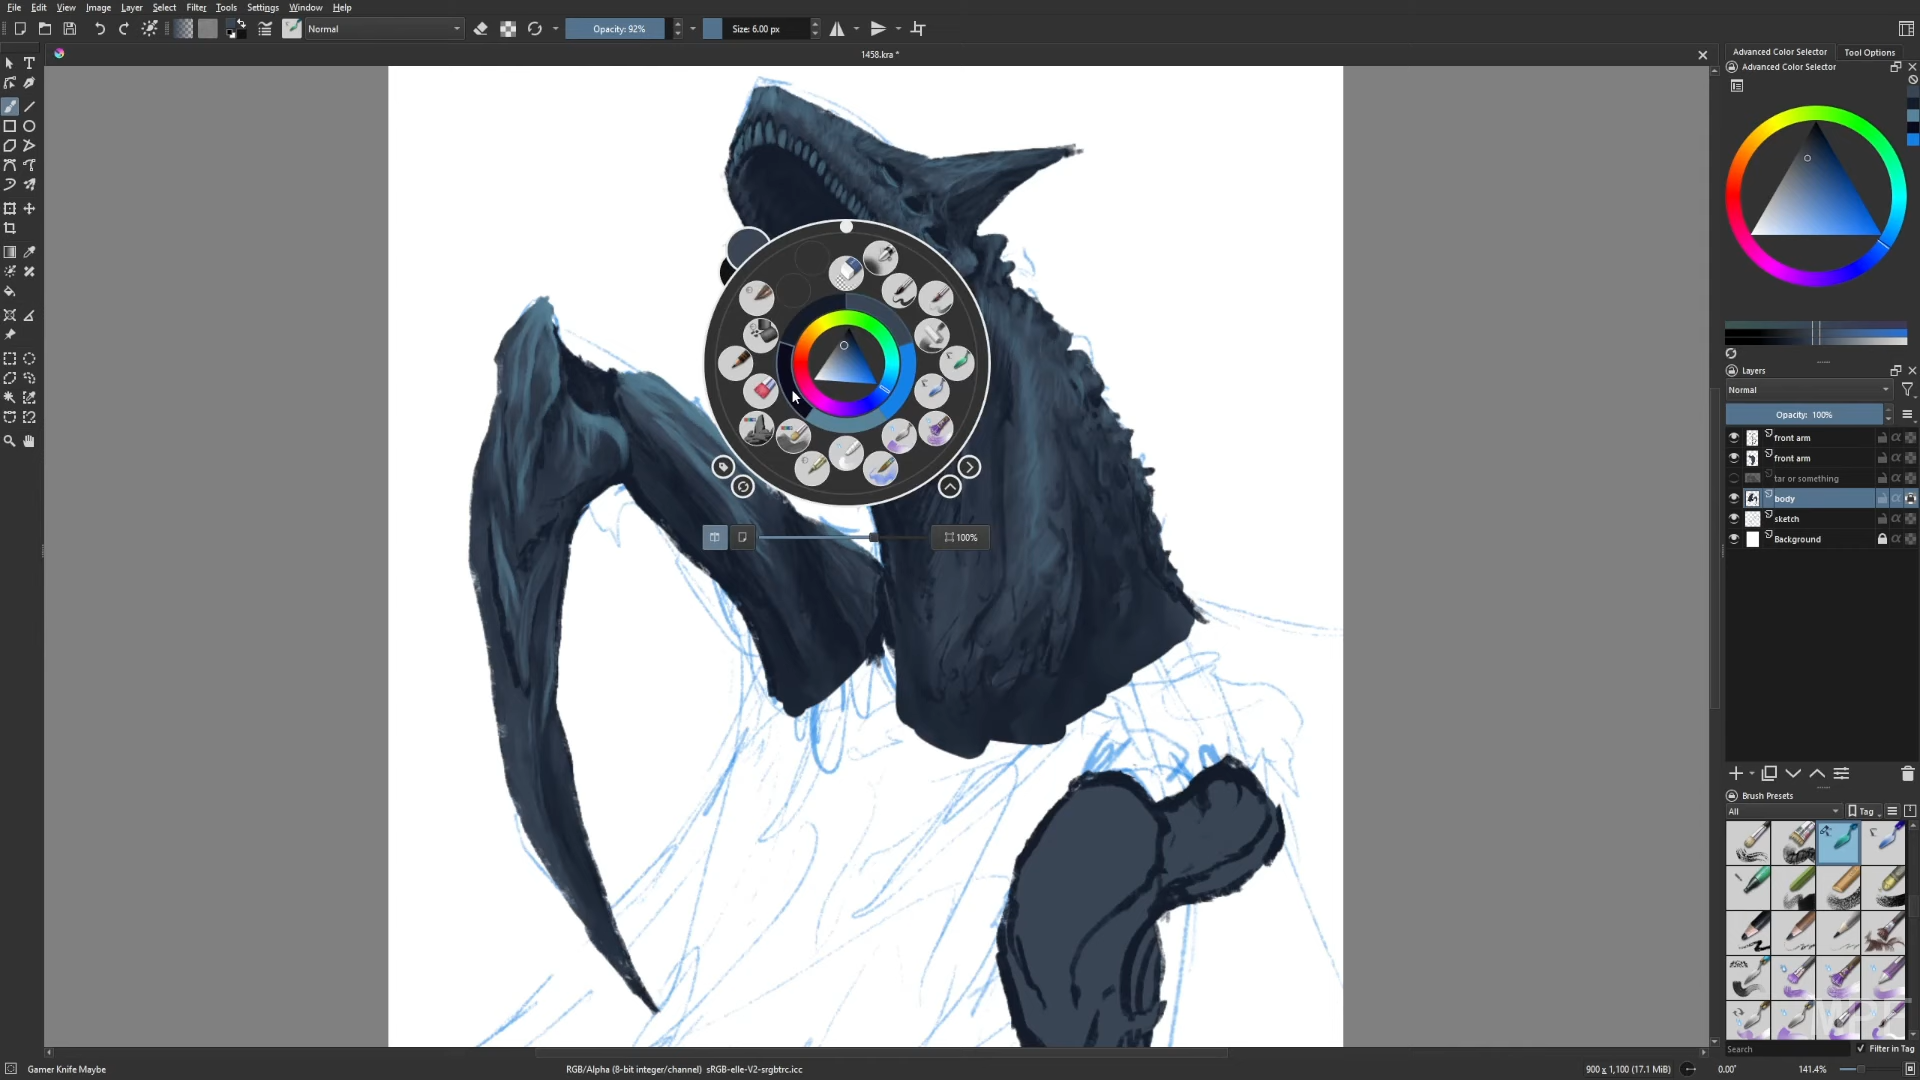 File Edit View Image Layer Select Filter Tools Settings Window Help
Normal
Opacity: 92%
Size: 6.00 px
1458.kra *
Advanced Color Selector
Tool Options
Advanced Color Selector
Layers
Normal
Opacity: 100%
front arm
front arm
tar or something
body
sketch
Background
100%
Brush Presets
All
Tag
Search
Filter in Tag
Gamer Knife Maybe
RGB/Alpha (8-bit integer/channel) sRGB-elle-V2-srgbtrc.icc
900 x 1,100 (17.1 MiB)
0.00°
141.4%